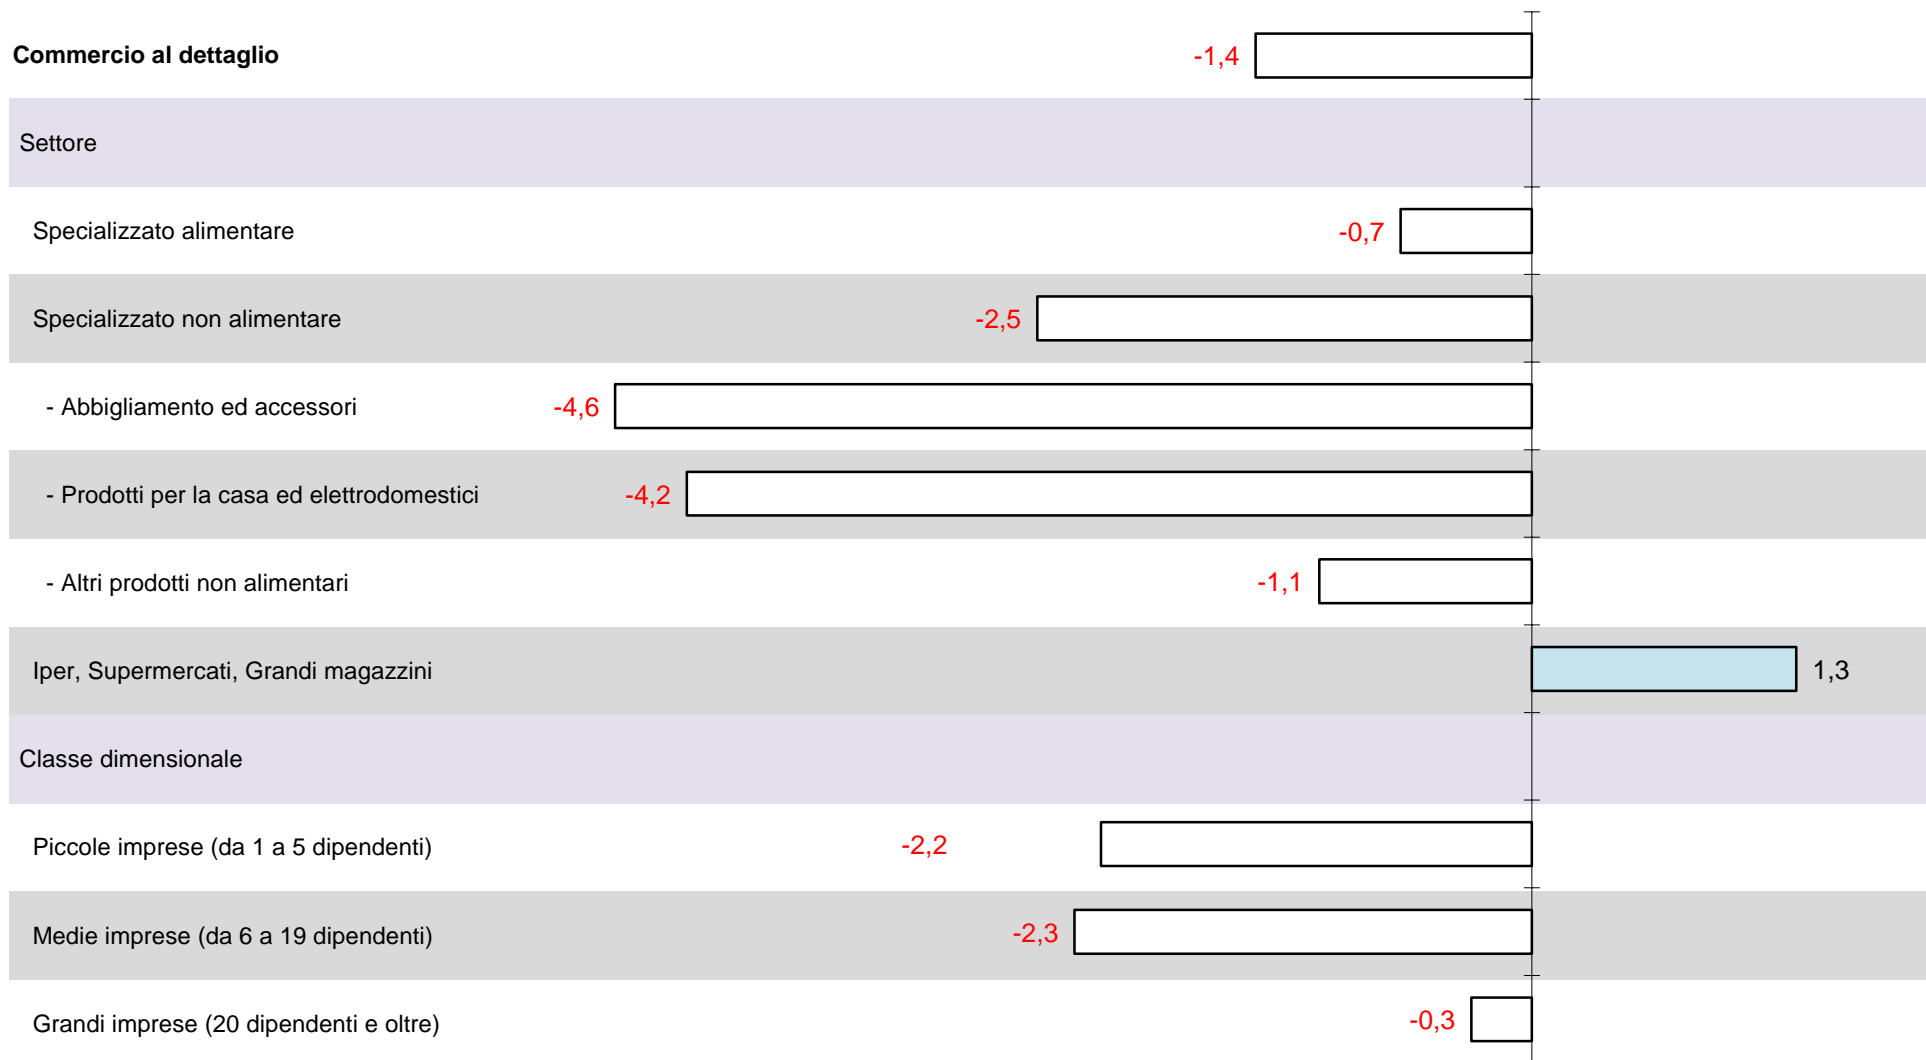 Commercio al dettaglio -1,4
Settore
Specializzato alimentare -0,7
Specializzato non alimentare -2,5
- Abbigliamento ed accessori -4,6
- Prodotti per la casa ed elettrodomestici -4,2
- Altri prodotti non alimentari -1,1
Iper, Supermercati, Grandi magazzini 1,3
Classe dimensionale
Piccole imprese (da 1 a 5 dipendenti) -2,2
Medie imprese (da 6 a 19 dipendenti) -2,3
Grandi imprese (20 dipendenti e oltre) -0,3